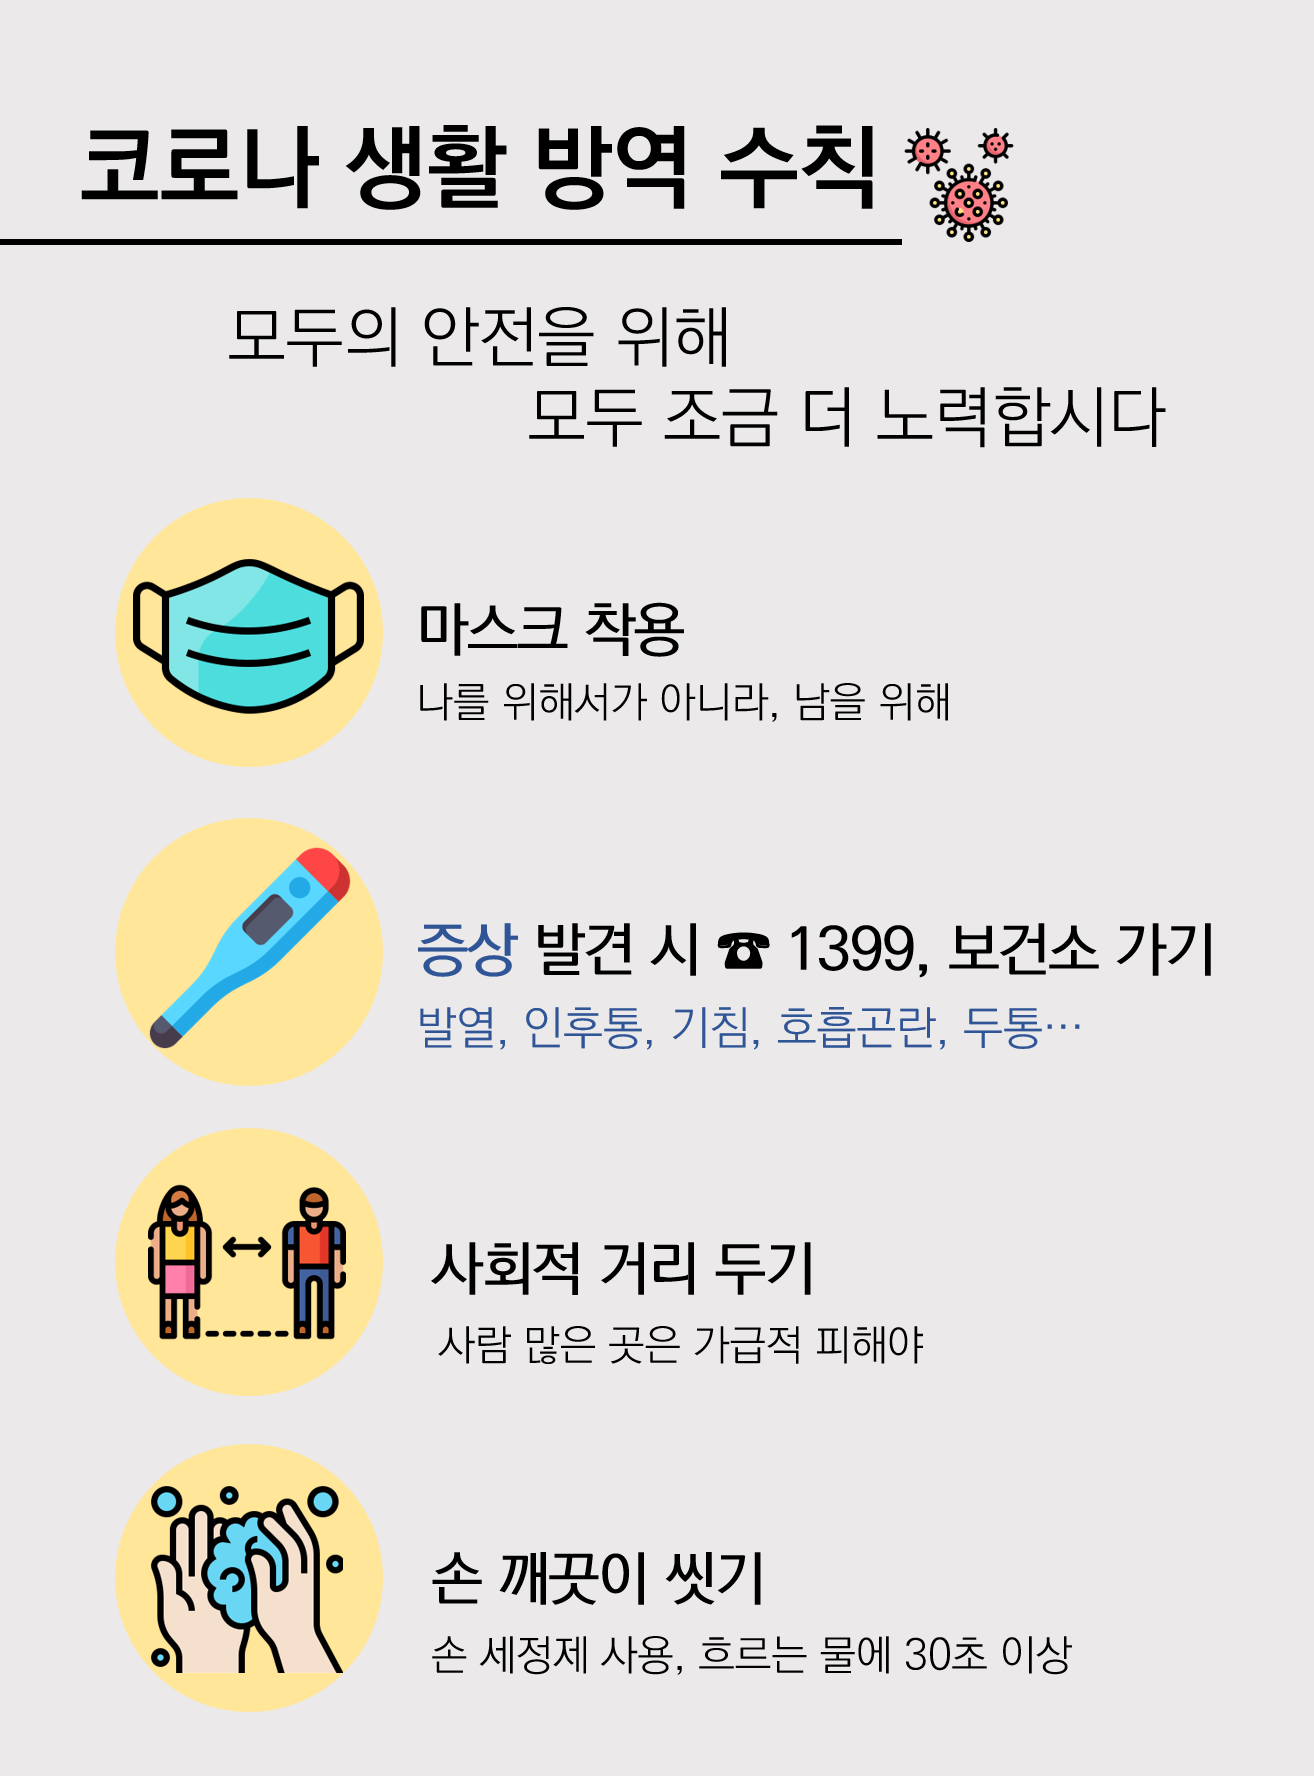 코로나 생활 방역 수칙
모두의 안전을 위해
모두 조금 더 노력합시다
마스크 착용
나를 위해서가 아니라, 남을 위해
증상 발견 시 ☎ 1399, 보건소 가기
발열, 인후통, 기침, 호흡곤란, 두통…
사회적 거리 두기
사람 많은 곳은 가급적 피해야
손 깨끗이 씻기
손 세정제 사용, 흐르는 물에 30초 이상